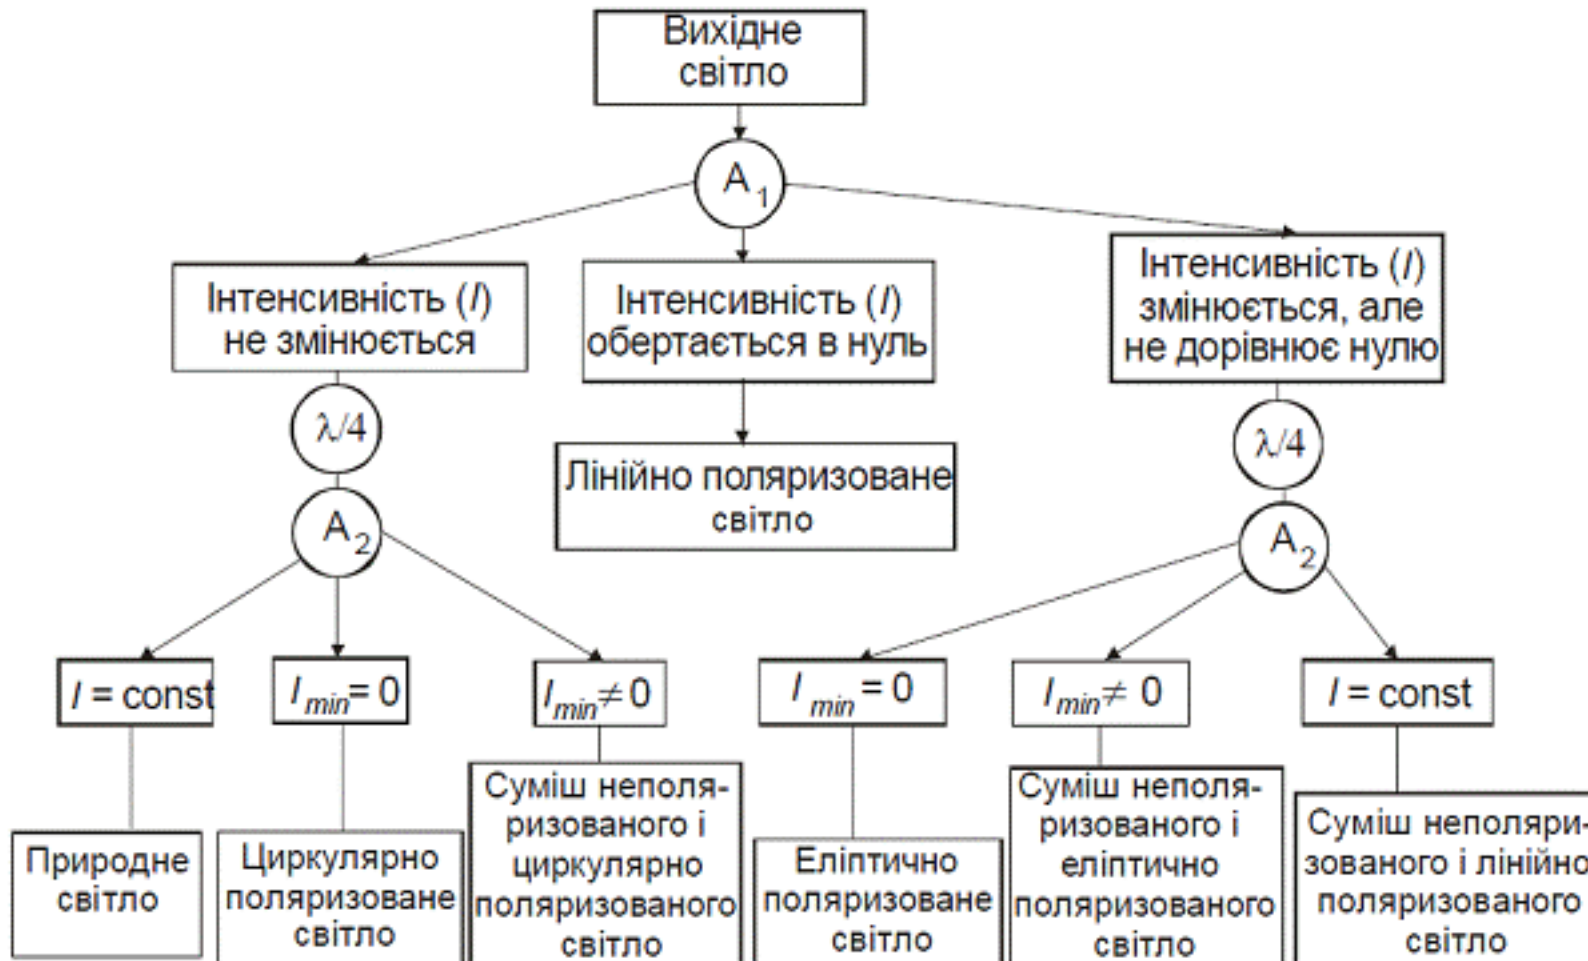 Вихідне
світло
A1
Інтенсивність (I)
не змінюється
Інтенсивність (I)
обертається в нуль
Інтенсивність (I)
змінюється, але
не дорівнює нулю
λ/4
λ/4
Лінійно поляризоване
світло
A2
A2
I = const
Imin= 0
Imin≠ 0
I min = 0
Imin≠ 0
I = const
Природне
світло
Циркулярно
поляризоване
світло
Суміш неполя-
ризованого і
циркулярно
поляризованого
світло
Еліптично
поляризоване
світло
Суміш неполя-
ризованого і
еліптично
поляризованого
світло
Суміш неполяри-
зованого і лінійно
поляризованого
світло